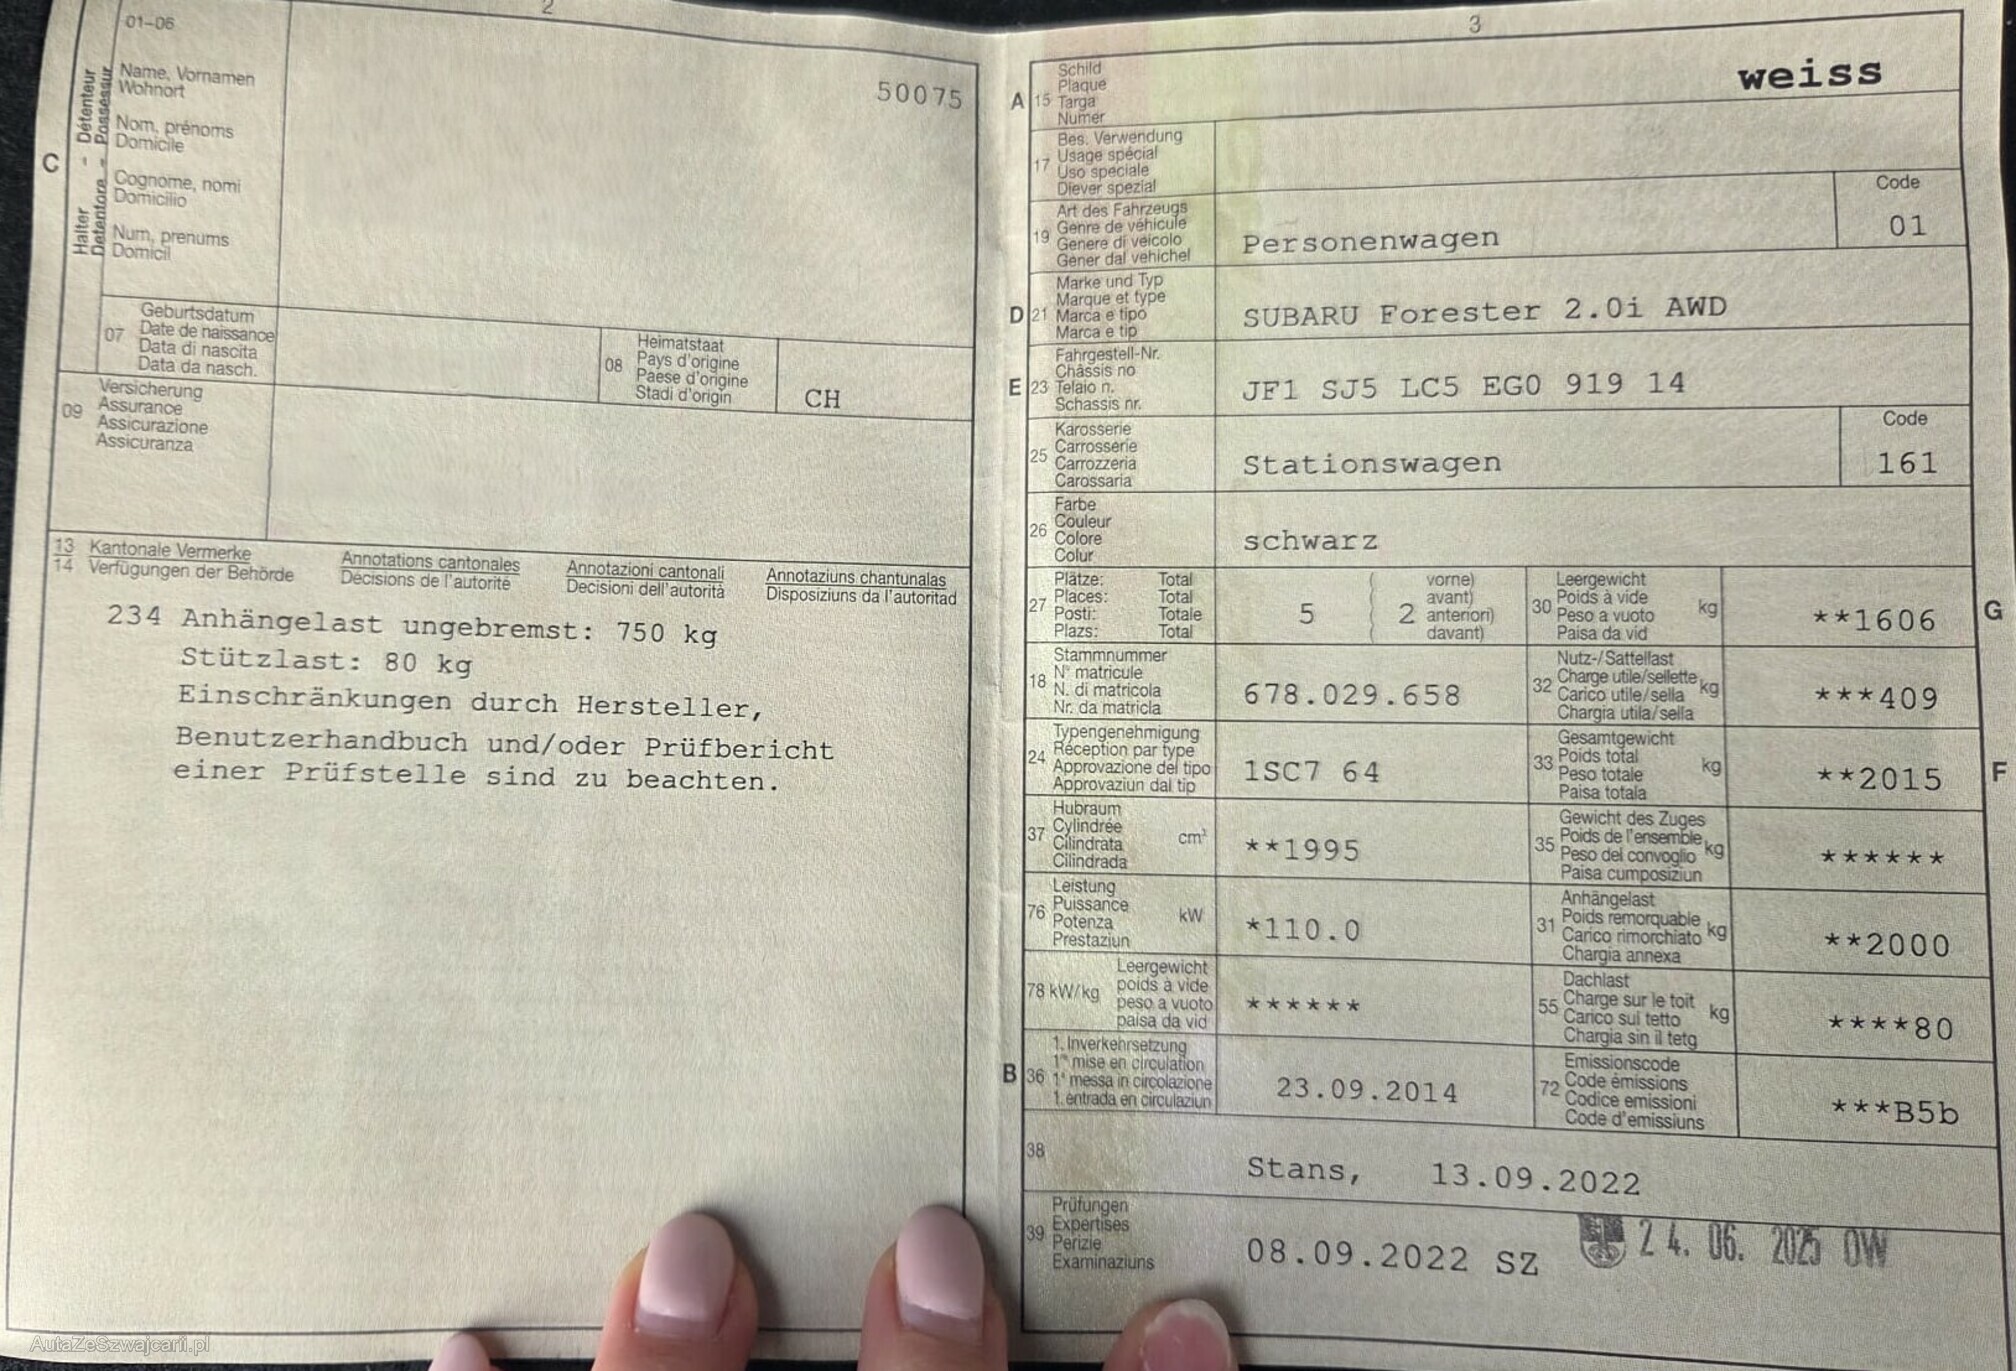 2
01-06
Halter - Détenteur
Detentore - Possessur
C
Name, Vornamen
Wohnort
Nom, prénoms
Domicile
Cognome, nomi
Domicilio
Num, prenums
Domicil
50075
07
Geburtsdatum
Date de naissance
Data di nascita
Data da nasch.
08
Heimatstaat
Pays d'origine
Paese d'origine
Stadi d'origin
CH
09
Versicherung
Assurance
Assicurazione
Assicuranza
13
14
Kantonale Vermerke
Verfügungen der Behörde
Annotations cantonales
Décisions de l'autorité
Annotazioni cantonali
Decisioni dell'autorità
Annotaziuns chantunalas
Disposiziuns da l'autoritad
234 Anhängelast ungebremst: 750 kg
Stützlast: 80 kg
Einschränkungen durch Hersteller,
Benutzerhandbuch und/oder Prüfbericht
einer Prüfstelle sind zu beachten.
AutaZeSzwajcarii.pl
3
A 15
Schild
Plaque
Targa
Numer
weiss
17
Bes. Verwendung
Usage spécial
Uso speciale
Diever spezial
19
Art des Fahrzeugs
Genre de véhicule
Genere di veicolo
Gener dal vehichel
Personenwagen
Code
01
D 21
Marke und Typ
Marque et type
Marca e tipo
Marca e tip
SUBARU Forester 2.0i AWD
E 23
Fahrgestell-Nr.
Châssis no
Telaio n.
Schassis nr.
JF1 SJ5 LC5 EG0 919 14
25
Karosserie
Carrosserie
Carrozzeria
Carossaria
Stationswagen
Code
161
26
Farbe
Couleur
Colore
Colur
schwarz
27
Plätze: Total
Places: Total
Posti: Totale
Plazs: Total
5
( vorne)
( avant)
( 2 anteriori)
( davant)
30
Leergewicht
Poids à vide
Peso a vuoto
Paisa da vid
kg
**1606
G
18
Stammnummer
N° matricule
N. di matricola
Nr. da matricla
678.029.658
32
Nutz-/Sattellast
Charge utile/sellette
Carico utile/sella
Chargia utila/sella
kg
***409
24
Typengenehmigung
Réception par type
Approvazione del tipo
Approvaziun dal tip
1SC7 64
33
Gesamtgewicht
Poids total
Peso totale
Paisa totala
kg
**2015
F
37
Hubraum
Cylindrée
Cilindrata
Cilindrada
cm³
**1995
35
Gewicht des Zuges
Poids de l'ensemble
Peso del convoglio
Paisa cumposiziun
kg
******
76
Leistung
Puissance
Potenza
Prestaziun
kW
*110.0
31
Anhängelast
Poids remorquable
Carico rimorchiato
Chargia annexa
kg
**2000
78 kW/kg
Leergewicht
poids à vide
peso a vuoto
paisa da vid
******
55
Dachlast
Charge sur le toit
Carico sul tetto
Chargia sin il tetg
kg
****80
B 36
1. Inverkehrsetzung
1re mise en circulation
1a messa in circolazione
1. entrada en circulaziun
23.09.2014
72
Emissionscode
Code émissions
Codice emissioni
Code d'emissiuns
***B5b
38
Stans, 13.09.2022
39
Prüfungen
Expertises
Perizie
Examinaziuns
08.09.2022 SZ
24. 06. 2025 OW